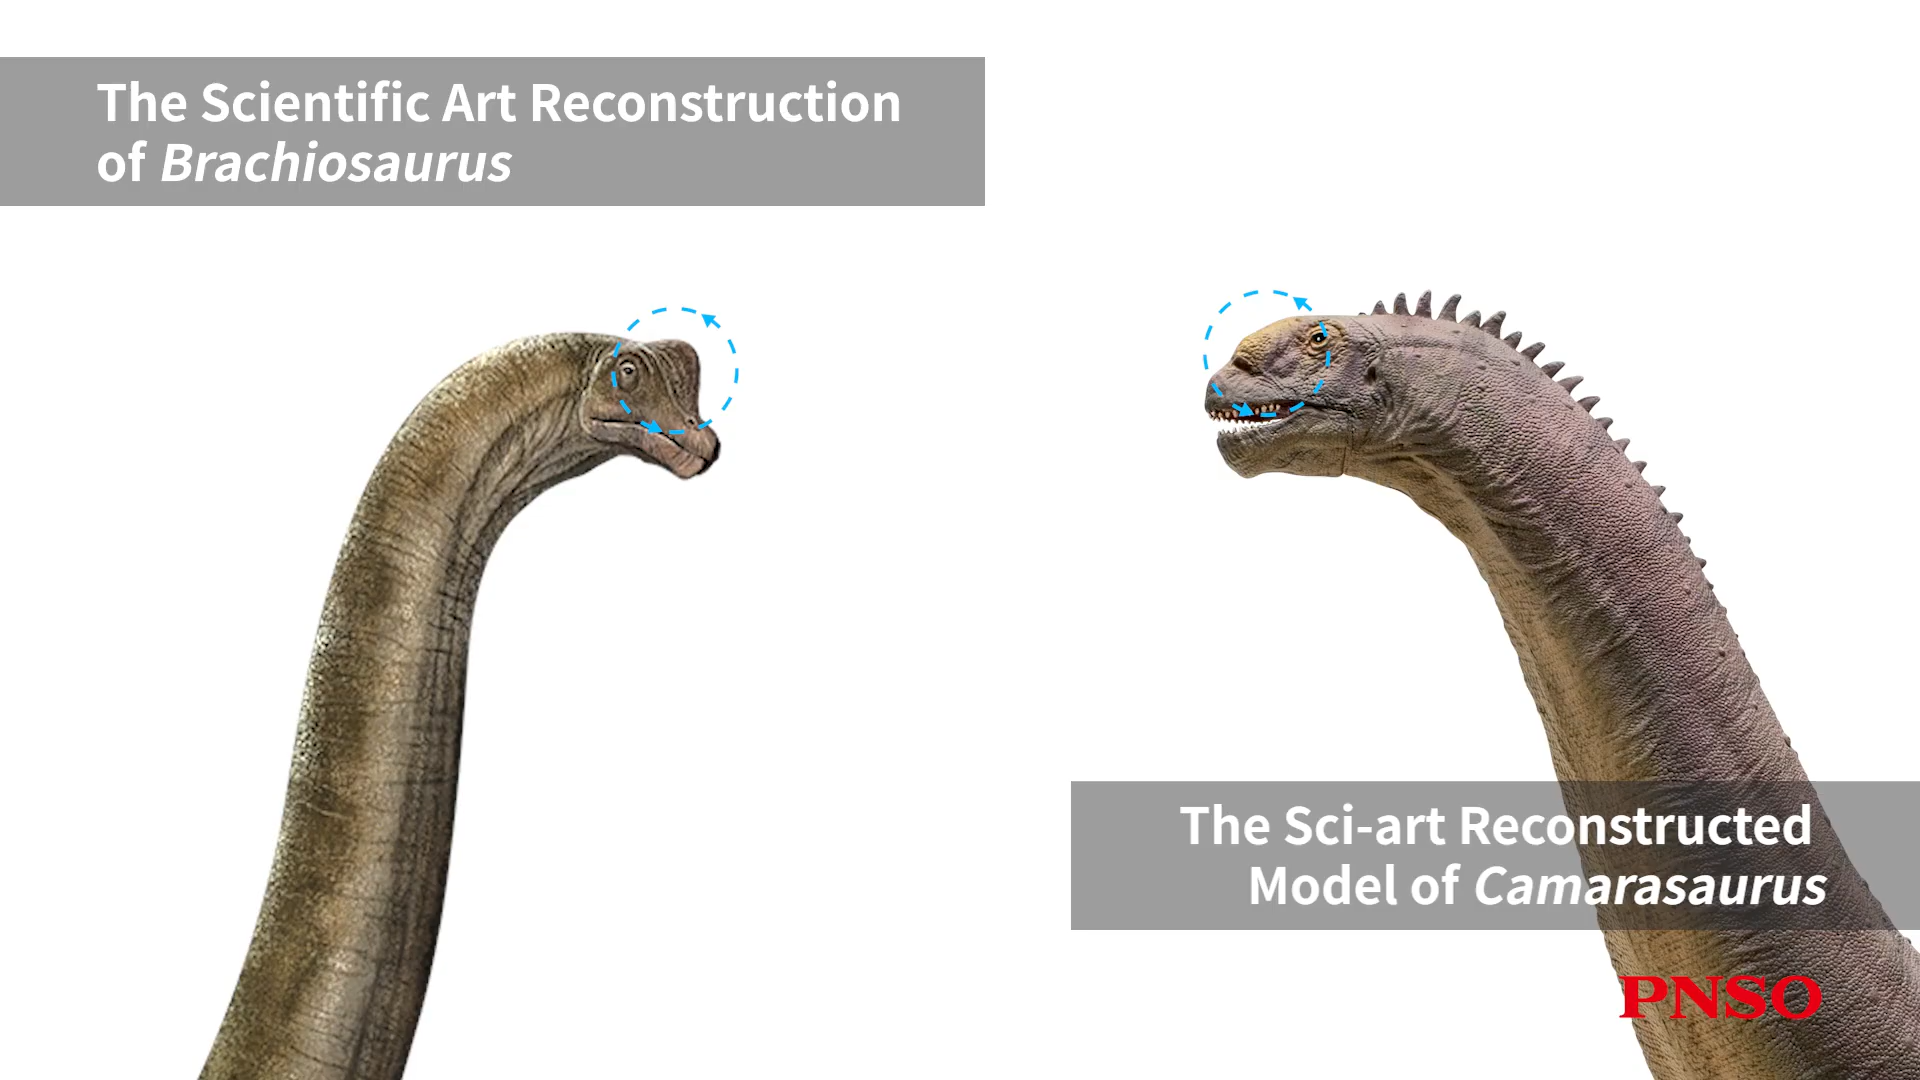 The Scientific Art Reconstruction
of Brachiosaurus
The Sci-art Reconstructed
Model of Camarasaurus
PNSO